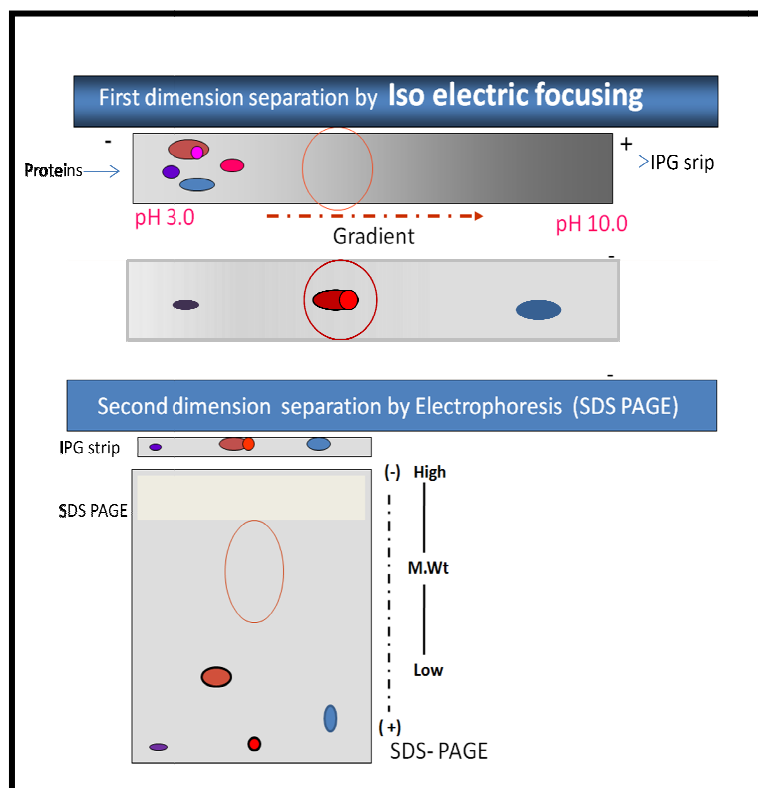 First dimension separation by Iso electric focusing
- +
Proteins IPG srip
pH 3.0 pH 10.0
Gradient
-
-
Second dimension separation by Electrophoresis (SDS PAGE)
IPG strip
(-) High
SDS PAGE
M.Wt
Low
(+)
SDS- PAGE